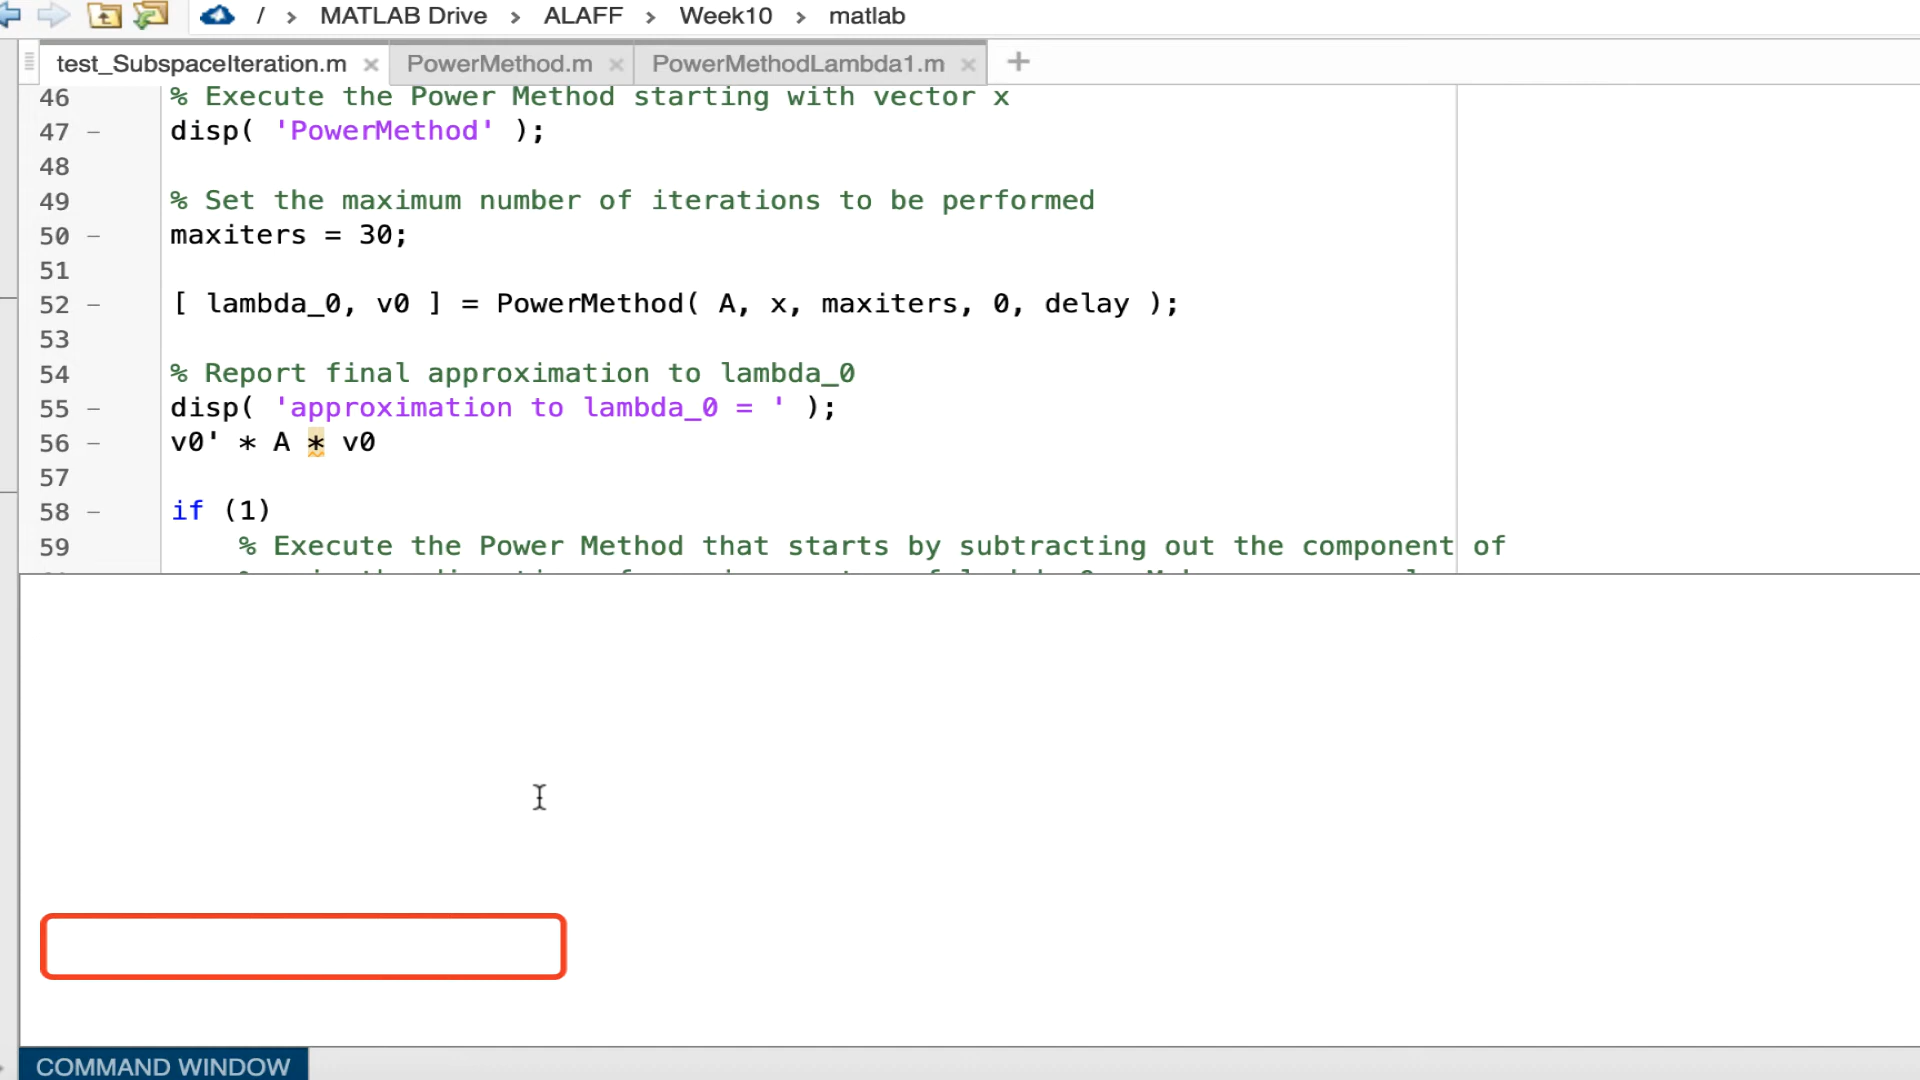 / > MATLAB Drive > ALAFF > Week10 > matlab
test_SubspaceIteration.m × PowerMethod.m × PowerMethodLambda1.m × +
46 % Execute the Power Method starting with vector x
47 – disp( 'PowerMethod' );
48
49 % Set the maximum number of iterations to be performed
50 – maxiters = 30;
51
52 – [ lambda_0, v0 ] = PowerMethod( A, x, maxiters, 0, delay );
53
54 % Report final approximation to lambda_0
55 – disp( 'approximation to lambda_0 = ' );
56 – v0' * A * v0
57
58 – if (1)
59 % Execute the Power Method that starts by subtracting out the component of
COMMAND WINDOW